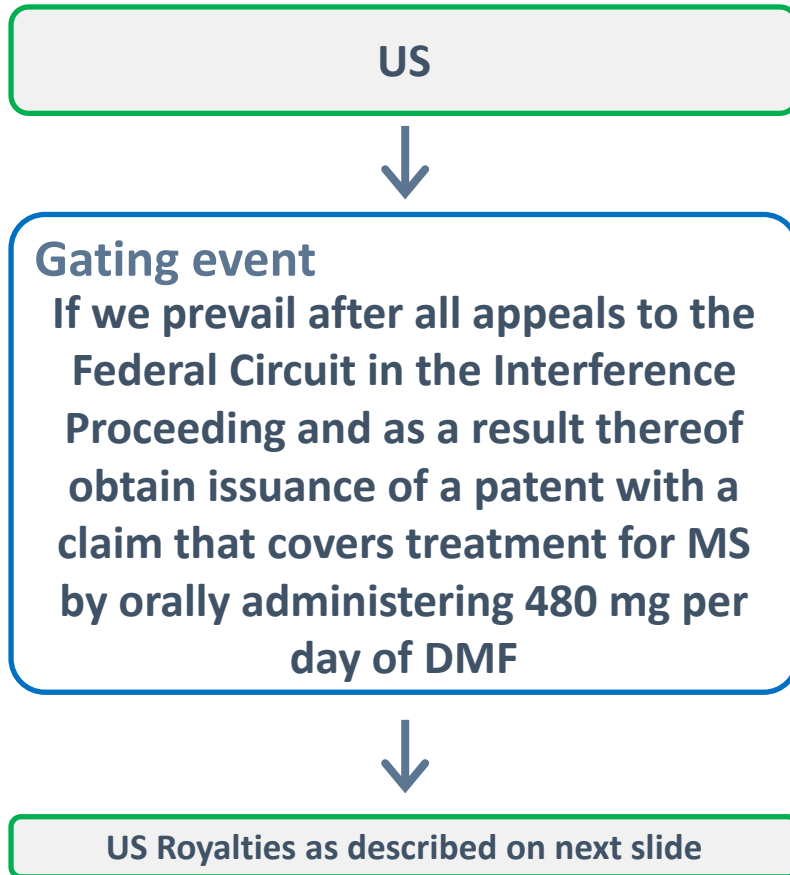 US
Gating event
If we prevail after all appeals to the
Federal Circuit in the Interference
Proceeding and as a result thereof
obtain issuance of a patent with a
claim that covers treatment for MS
by orally administering 480 mg per
day of DMF
US Royalties as described on next slide